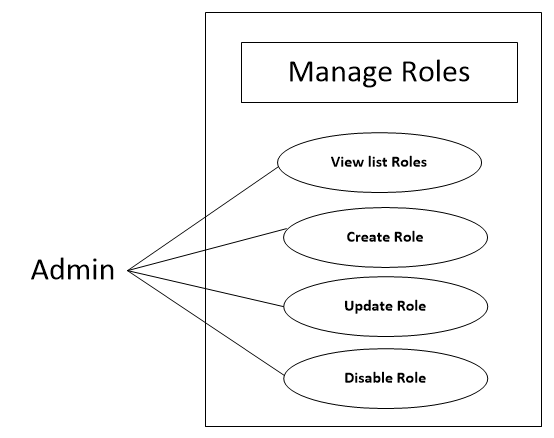 Manage Roles
View list Roles
Create Role
Admin
Update Role
Disable Role